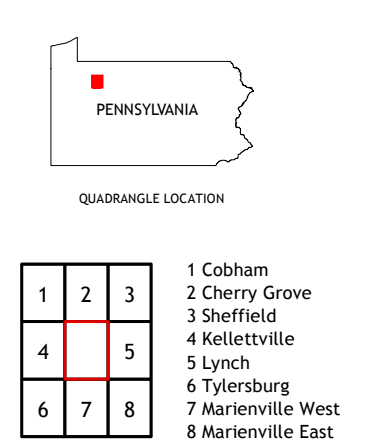 PENNSYLVANIA
QUADRANGLE LOCATION
1 2 3
4 5
6 7 8
1 Cobham
2 Cherry Grove
3 Sheffield
4 Kellettville
5 Lynch
6 Tylersburg
7 Marienville West
8 Marienville East